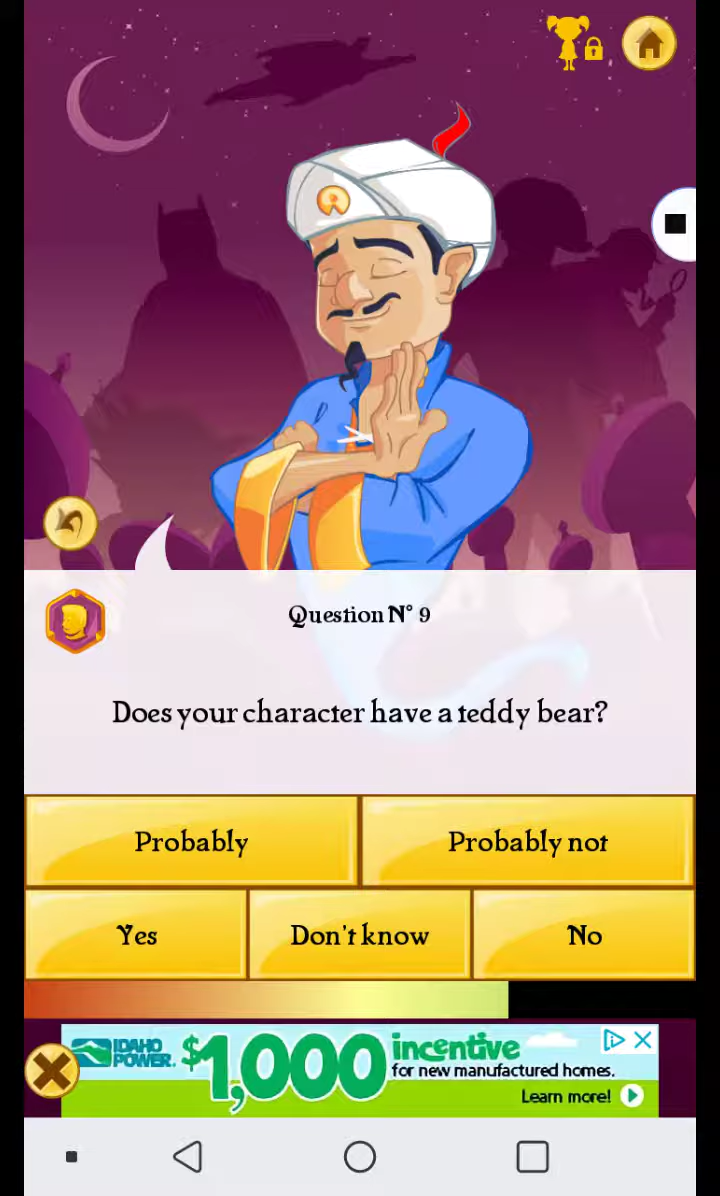 Question N° 9
Does your character have a teddy bear?
Probably
Probably not
Yes
Don't know
No
IDAHO
POWER.
$1,000
incentive
for new manufactured homes.
Learn more!